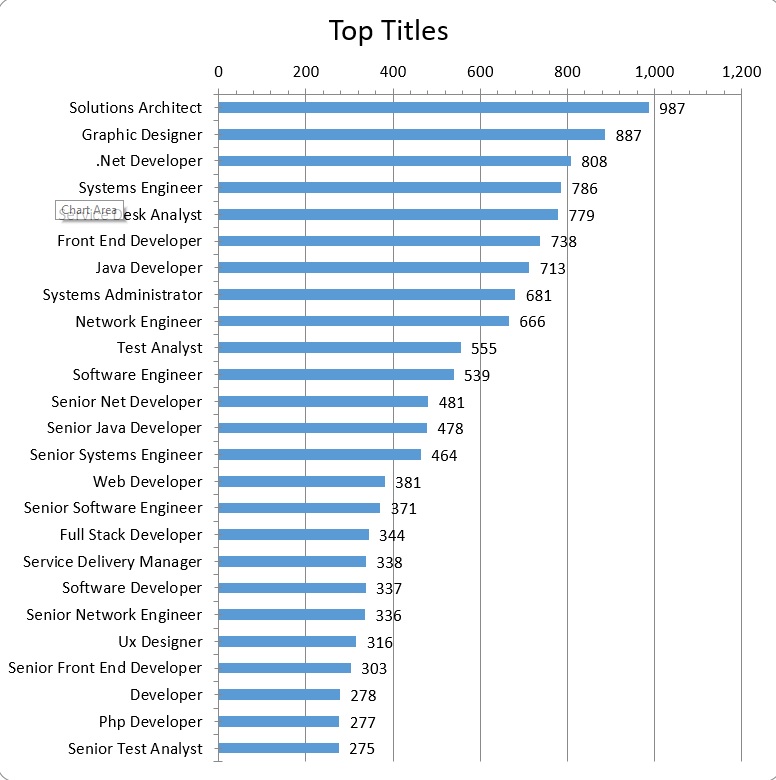 Top Titles
0 200 400 600 800 1,000 1,200
Solutions Architect 987
Graphic Designer 887
.Net Developer 808
Systems Engineer 786
Chart Area
Service Desk Analyst 779
Front End Developer 738
Java Developer 713
Systems Administrator 681
Network Engineer 666
Test Analyst 555
Software Engineer 539
Senior Net Developer 481
Senior Java Developer 478
Senior Systems Engineer 464
Web Developer 381
Senior Software Engineer 371
Full Stack Developer 344
Service Delivery Manager 338
Software Developer 337
Senior Network Engineer 336
Ux Designer 316
Senior Front End Developer 303
Developer 278
Php Developer 277
Senior Test Analyst 275